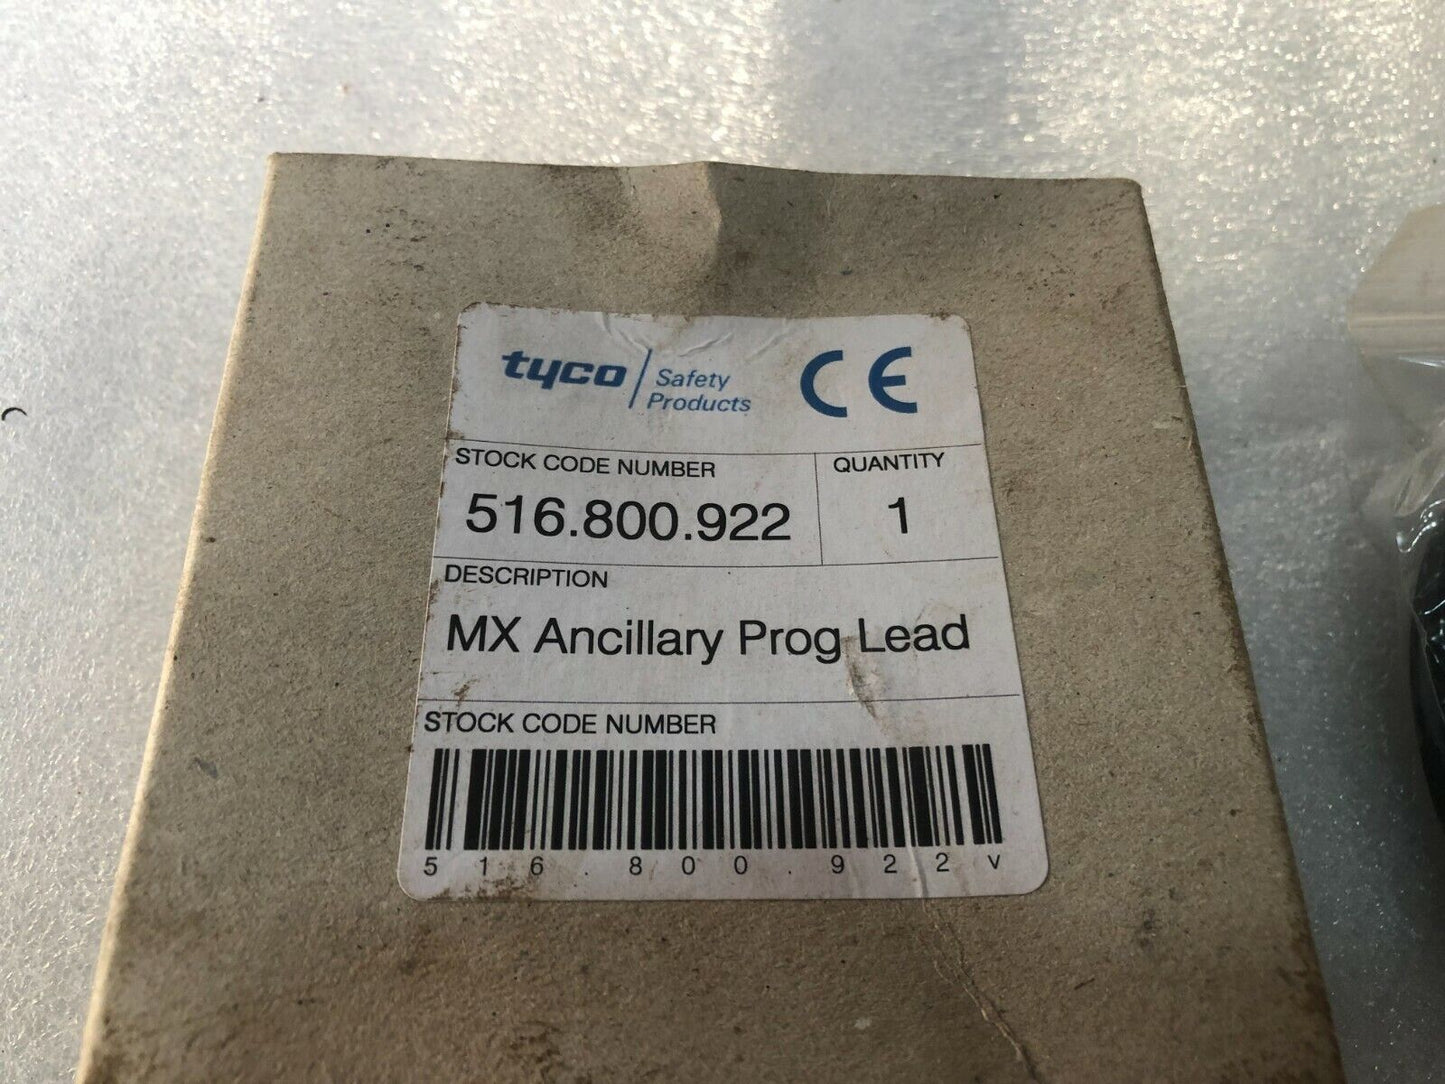 tyco Safety
Products
CE
STOCK CODE NUMBER QUANTITY
516.800.922 1
DESCRIPTION
MX Ancillary Prog Lead
STOCK CODE NUMBER
516.800.922v